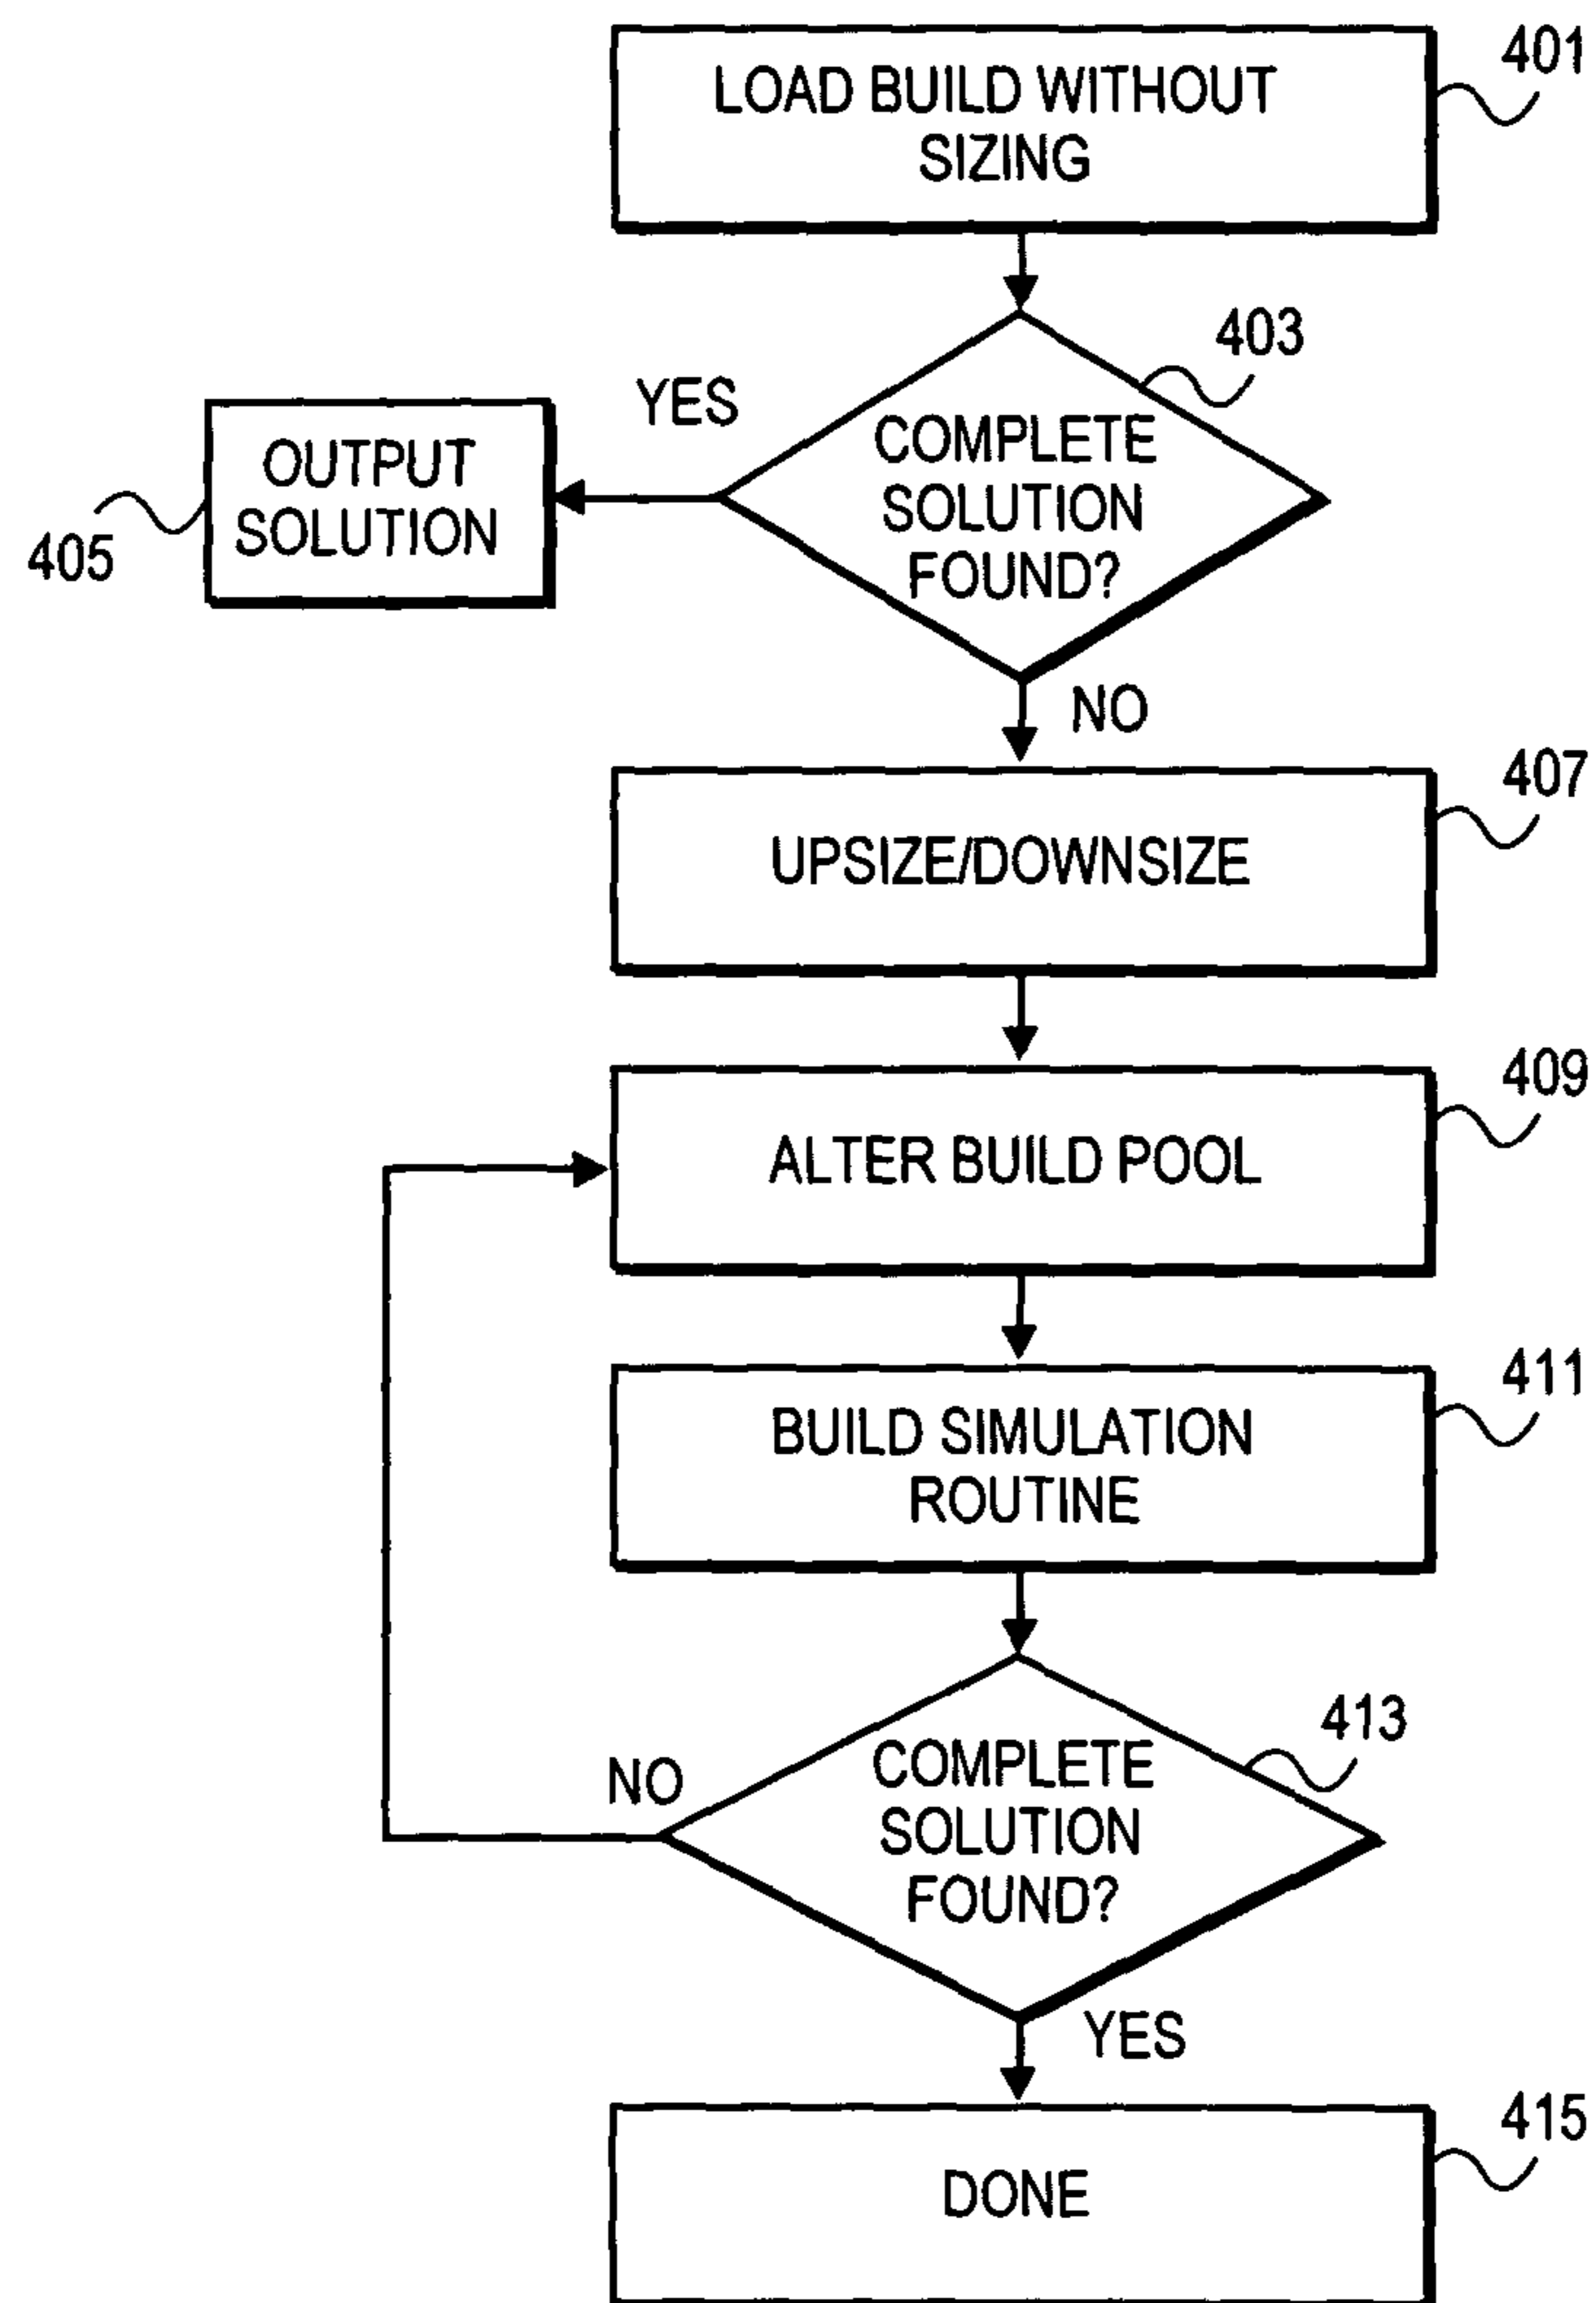 LOAD BUILD WITHOUT
SIZING
401
403
YES
COMPLETE
SOLUTION
FOUND?
OUTPUT
SOLUTION
405
NO
407
UPSIZE/DOWNSIZE
409
ALTER BUILD POOL
411
BUILD SIMULATION
ROUTINE
413
NO
COMPLETE
SOLUTION
FOUND?
YES
415
DONE